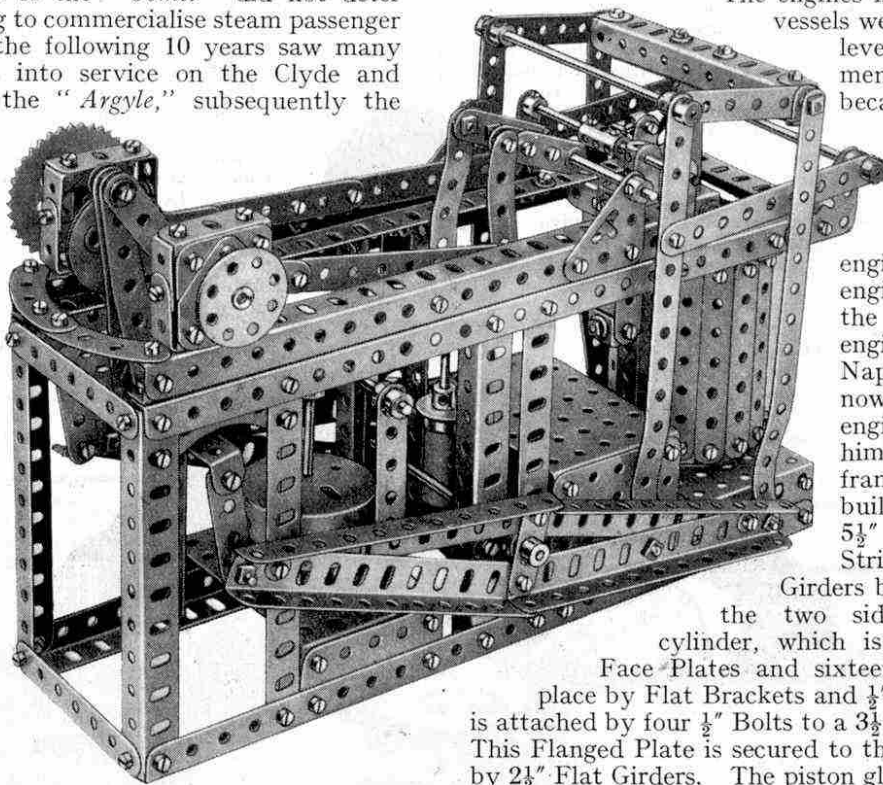 g to commercialise steam passenger
the following 10 years saw many
into service on the Clyde and
the "Argyle," subsequently the
The engines
vessels we
leve
men
beca
engi
engi
the
engi
Nap
now
engi
him
fran
buil
5½"
Stri
Girders b
the two sid
cylinder, which is
Face Plates and sixtee
place by Flat Brackets and ½"
is attached by four ½" Bolts to a 3½
This Flanged Plate is secured to th
by 2½" Flat Girders. The piston gl